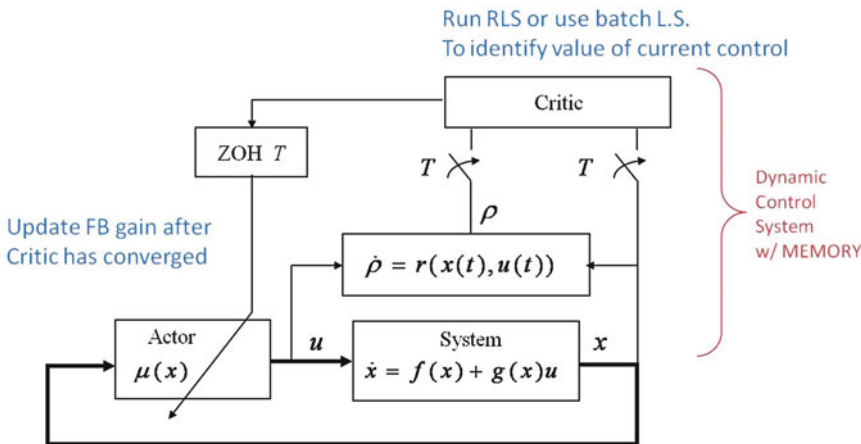 Run RLS or use batch L.S.
To identify value of current control
Critic
ZOH T
T
T
Dynamic
Control
System
w/ MEMORY
ρ
Update FB gain after
Critic has converged
ρ̇ = r(x(t),u(t))
Actor
μ(x)
u
System
ẋ = f(x) + g(x)u
x